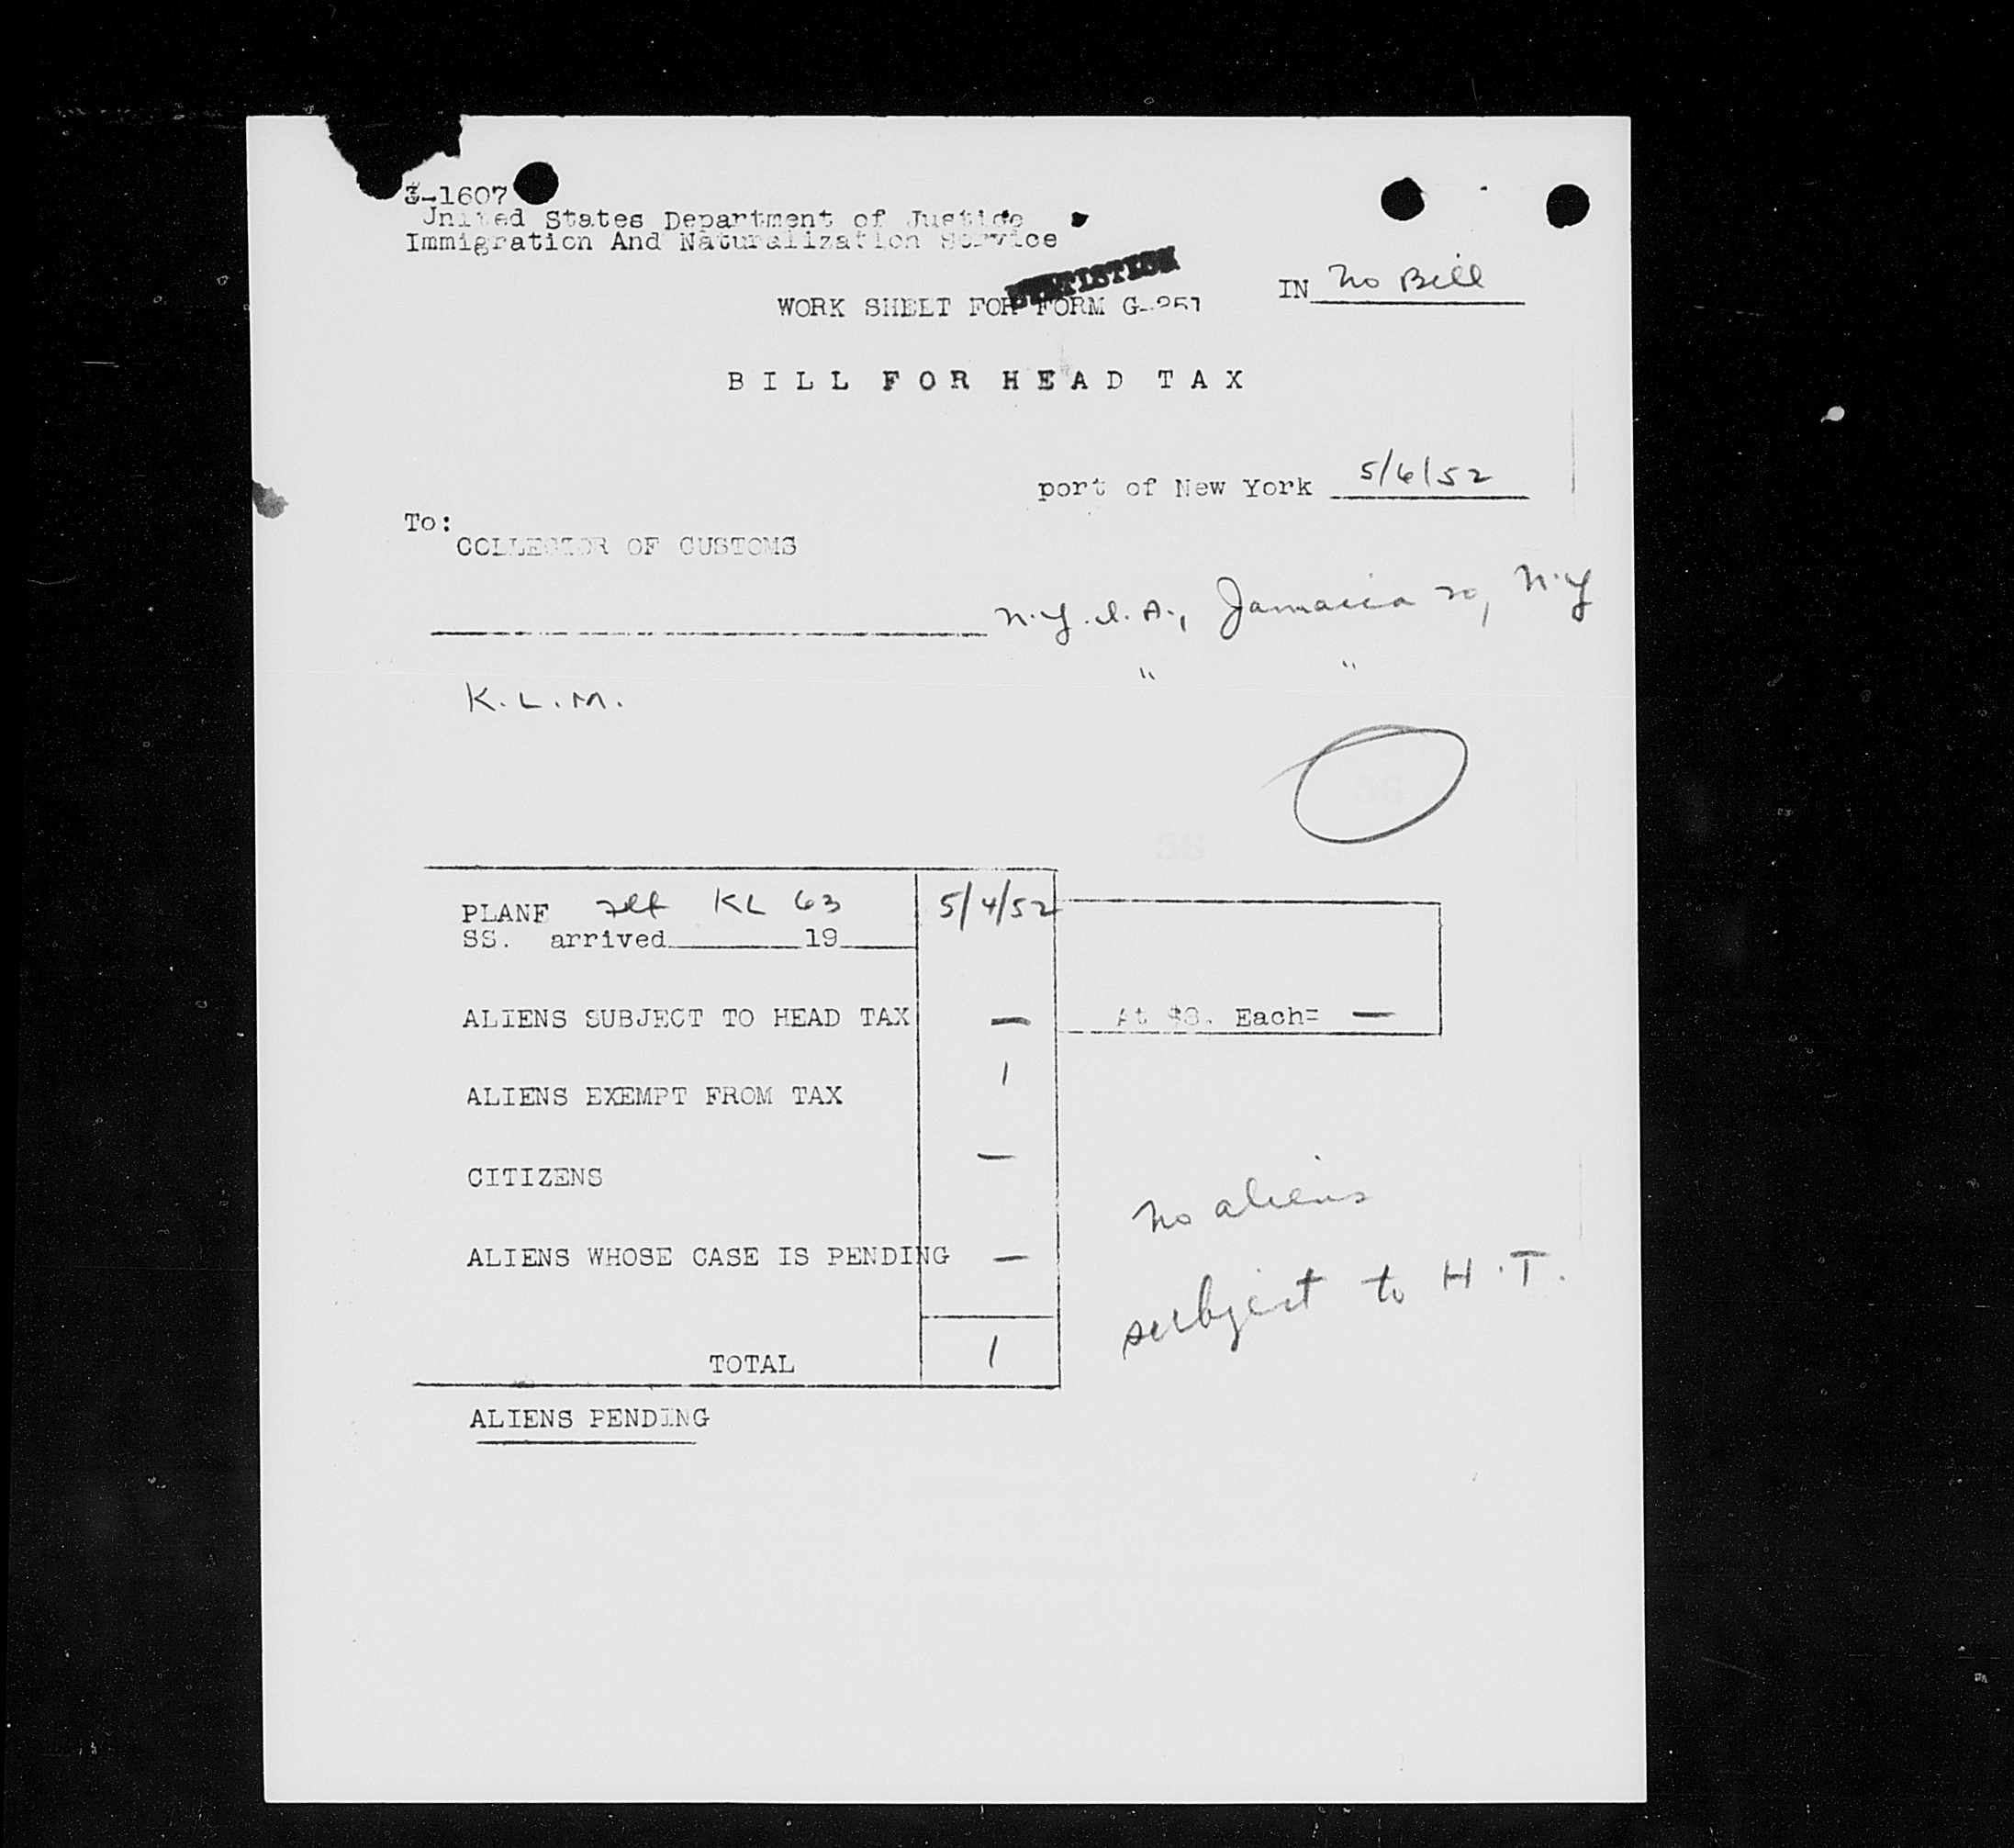 3-1607
United States Department of Justice
Immigration And Naturalization Service
STATISTICS
IN No Bill
WORK SHEET FOR FORM G-251
BILL FOR HEAD TAX
port of New York 5/6/52
To:
COLLECTOR OF CUSTOMS
N.Y.I.A., Jamaica 20, N.Y
" "
K.L.M.
PLANE KL 63 5/4/52
SS. arrived 19
ALIENS SUBJECT TO HEAD TAX — At $8. Each= —
ALIENS EXEMPT FROM TAX 1
CITIZENS —
No aliens
ALIENS WHOSE CASE IS PENDING —
subject to H.T.
TOTAL 1
ALIENS PENDING